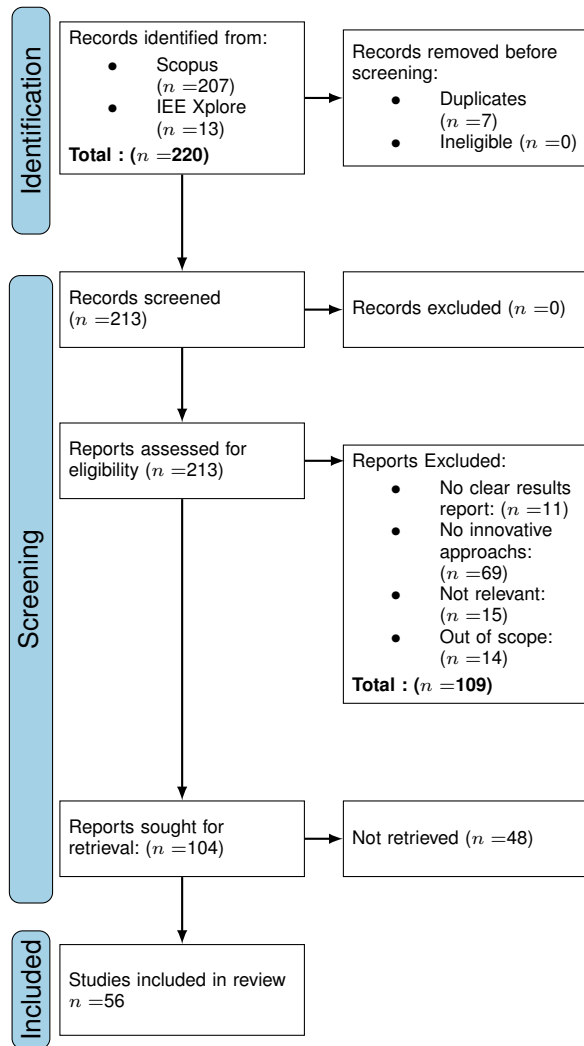 Identification
Records identified from:
● Scopus
(n =207)
● IEE Xplore
(n =13)
Total : (n =220)
Records removed before
screening:
● Duplicates
(n =7)
● Ineligible (n =0)
Screening
Records screened
(n =213)
Records excluded (n =0)
Reports assessed for
eligibility (n =213)
Reports Excluded:
● No clear results
report: (n =11)
● No innovative
approachs:
(n =69)
● Not relevant:
(n =15)
● Out of scope:
(n =14)
Total : (n =109)
Reports sought for
retrieval: (n =104)
Not retrieved (n =48)
Included
Studies included in review
n =56